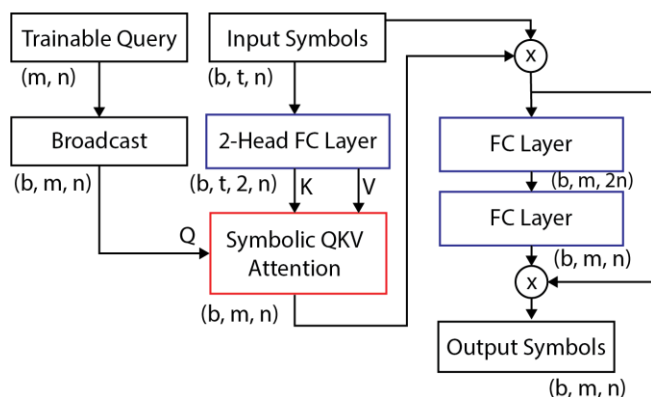 Trainable Query
(m, n)
Broadcast
(b, m, n)
Input Symbols
(b, t, n)
2-Head FC Layer
(b, t, 2, n)
K
V
Q
Symbolic QKV
Attention
(b, m, n)
x
FC Layer
(b, m, 2n)
FC Layer
(b, m, n)
x
Output Symbols
(b, m, n)